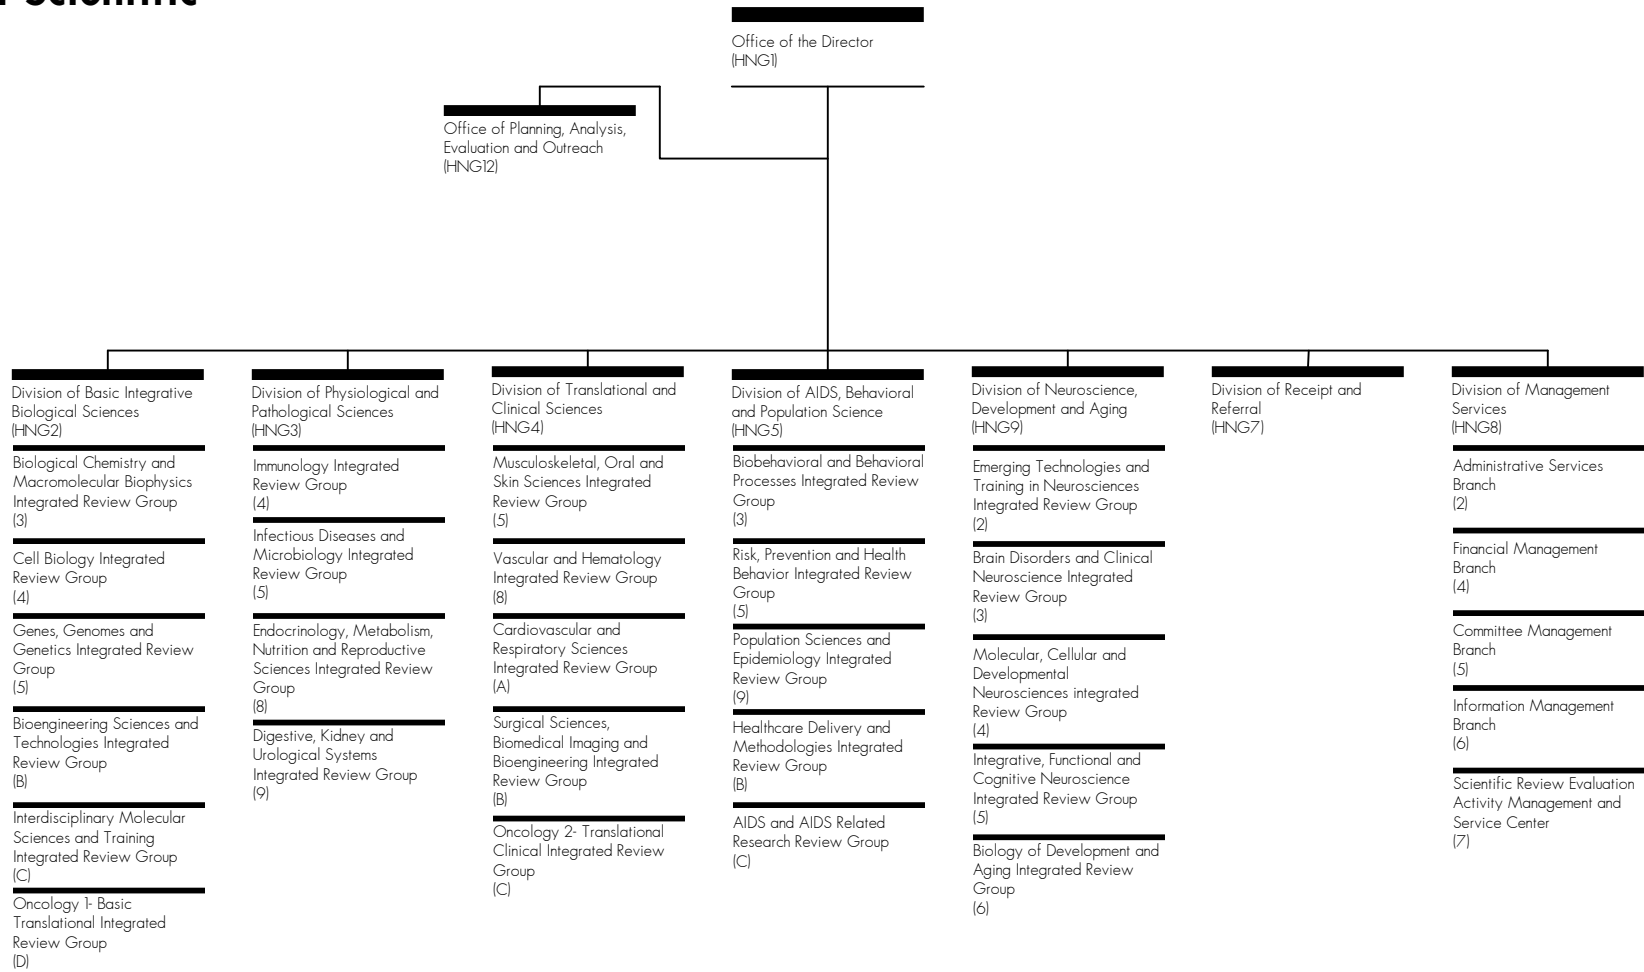 Office of the Director
(HNG1)
Office of Planning, Analysis,
Evaluation and Outreach
(HNG12)
Division of Basic Integrative
Biological Sciences
(HNG2)
Biological Chemistry and
Macromolecular Biophysics
Integrated Review Group
(3)
Cell Biology Integrated
Review Group
(4)
Genes, Genomes and
Genetics Integrated Review
Group
(5)
Bioengineering Sciences and
Technologies Integrated
Review Group
(B)
Interdisciplinary Molecular
Sciences and Training
Integrated Review Group
(C)
Oncology 1- Basic
Translational Integrated
Review Group
(D)
Division of Physiological and
Pathological Sciences
(HNG3)
Immunology Integrated
Review Group
(4)
Infectious Diseases and
Microbiology Integrated
Review Group
(5)
Endocrinology, Metabolism,
Nutrition and Reproductive
Sciences Integrated Review
Group
(8)
Digestive, Kidney and
Urological Systems
Integrated Review Group
(9)
Division of Translational and
Clinical Sciences
(HNG4)
Musculoskeletal, Oral and
Skin Sciences Integrated
Review Group
(5)
Vascular and Hematology
Integrated Review Group
(8)
Cardiovascular and
Respiratory Sciences
Integrated Review Group
(A)
Surgical Sciences,
Biomedical Imaging and
Bioengineering Integrated
Review Group
(B)
Oncology 2- Translational
Clinical Integrated Review
Group
(C)
Division of AIDS, Behavioral
and Population Science
(HNG5)
Biobehavioral and Behavioral
Processes Integrated Review
Group
(3)
Risk, Prevention and Health
Behavior Integrated Review
Group
(5)
Population Sciences and
Epidemiology Integrated
Review Group
(9)
Healthcare Delivery and
Methodologies Integrated
Review Group
(B)
AIDS and AIDS Related
Research Review Group
(C)
Division of Neuroscience,
Development and Aging
(HNG9)
Emerging Technologies and
Training in Neurosciences
Integrated Review Group
(2)
Brain Disorders and Clinical
Neuroscience Integrated
Review Group
(3)
Molecular, Cellular and
Developmental
Neurosciences integrated
Review Group
(4)
Integrative, Functional and
Cognitive Neuroscience
Integrated Review Group
(5)
Biology of Development and
Aging Integrated Review
Group
(6)
Division of Receipt and
Referral
(HNG7)
Division of Management
Services
(HNG8)
Administrative Services
Branch
(2)
Financial Management
Branch
(4)
Committee Management
Branch
(5)
Information Management
Branch
(6)
Scientific Review Evaluation
Activity Management and
Service Center
(7)